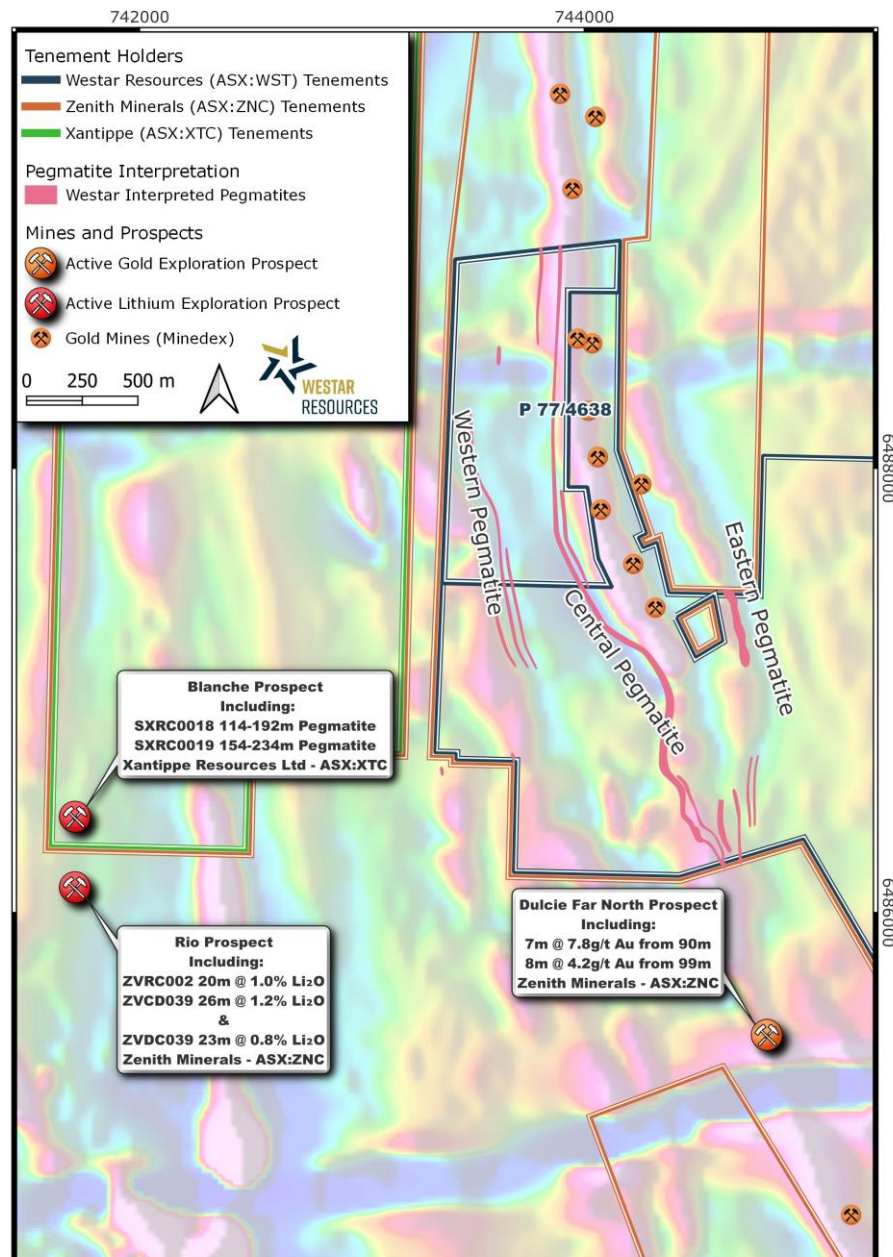 742000
744000
Tenement Holders
Westar Resources (ASX:WST) Tenements
Zenith Minerals (ASX:ZNC) Tenements
Xantippe (ASX:XTC) Tenements
Pegmatite Interpretation
Westar Interpreted Pegmatites
Mines and Prospects
Active Gold Exploration Prospect
Active Lithium Exploration Prospect
Gold Mines (Minedex)
0 250 500 m
WESTAR
RESOURCES
P 77/4638
6488000
Western Pegmatite
Central Pegmatite
Eastern Pegmatite
Blanche Prospect
Including:
SXRC0018 114-192m Pegmatite
SXRC0019 154-234m Pegmatite
Xantippe Resources Ltd - ASX:XTC
6486000
Dulcie Far North Prospect
Including:
7m @ 7.8g/t Au from 90m
8m @ 4.2g/t Au from 99m
Zenith Minerals - ASX:ZNC
Rio Prospect
Including:
ZVRC002 20m @ 1.0% Li₂O
ZVCD039 26m @ 1.2% Li₂O
&
ZVDC039 23m @ 0.8% Li₂O
Zenith Minerals - ASX:ZNC